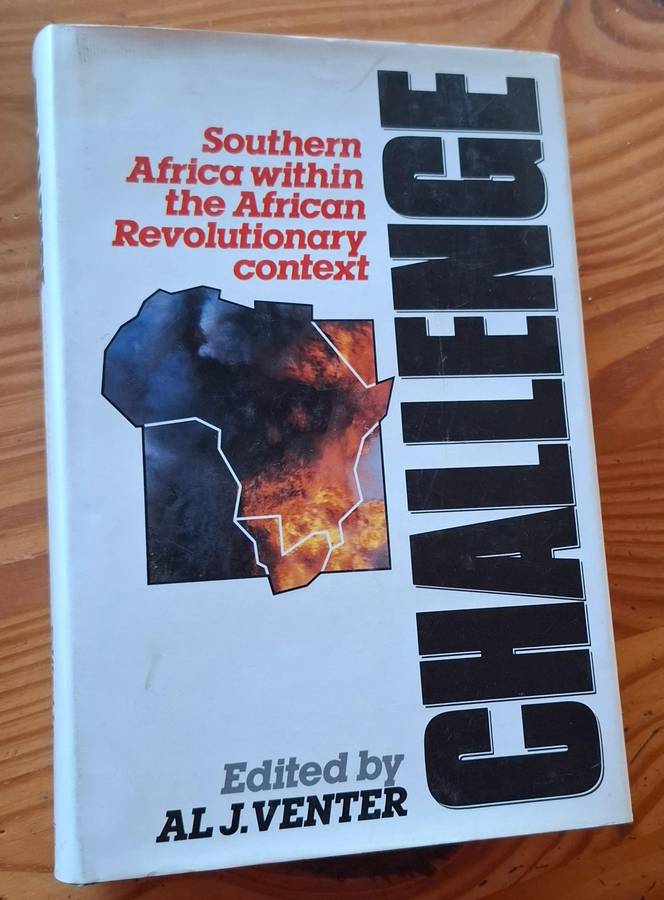 Southern
Africa within
the African
Revolutionary
context
CHALLENGE
Edited by
AL J. VENTER